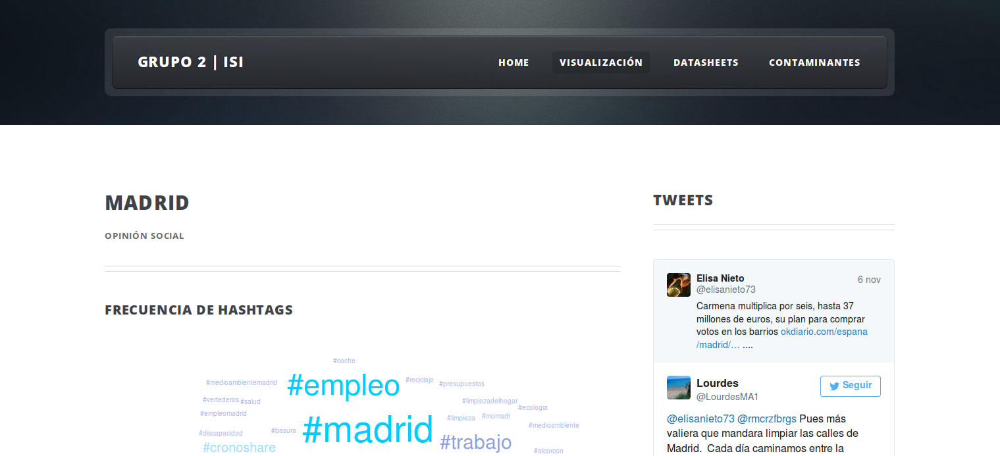 GRUPO 2 | ISI
HOME VISUALIZACIÓN DATASHEETS CONTAMINANTES
MADRID
OPINIÓN SOCIAL
FRECUENCIA DE HASHTAGS
#coche
#medioambientemadrid #empleo #reciclaje #presupuestos
#vertederos #salud #limpiezadelhogar
#empleomadrid #ecologia
#limpieza #momadr
#discapacidad #basura #madrid #medioambiente
#cronoshare #trabajo #alcorcon
TWEETS
Elisa Nieto 6 nov
@elisanieto73
Carmena multiplica por seis, hasta 37
millones de euros, su plan para comprar
votos en los barrios okdiario.com/espana
/madrid/… ....
Lourdes Seguir
@LourdesMA1
@elisanieto73 @rmcrzfbrgs Pues más
valiera que mandara limpiar las calles de
Madrid. Cada día caminamos entre la